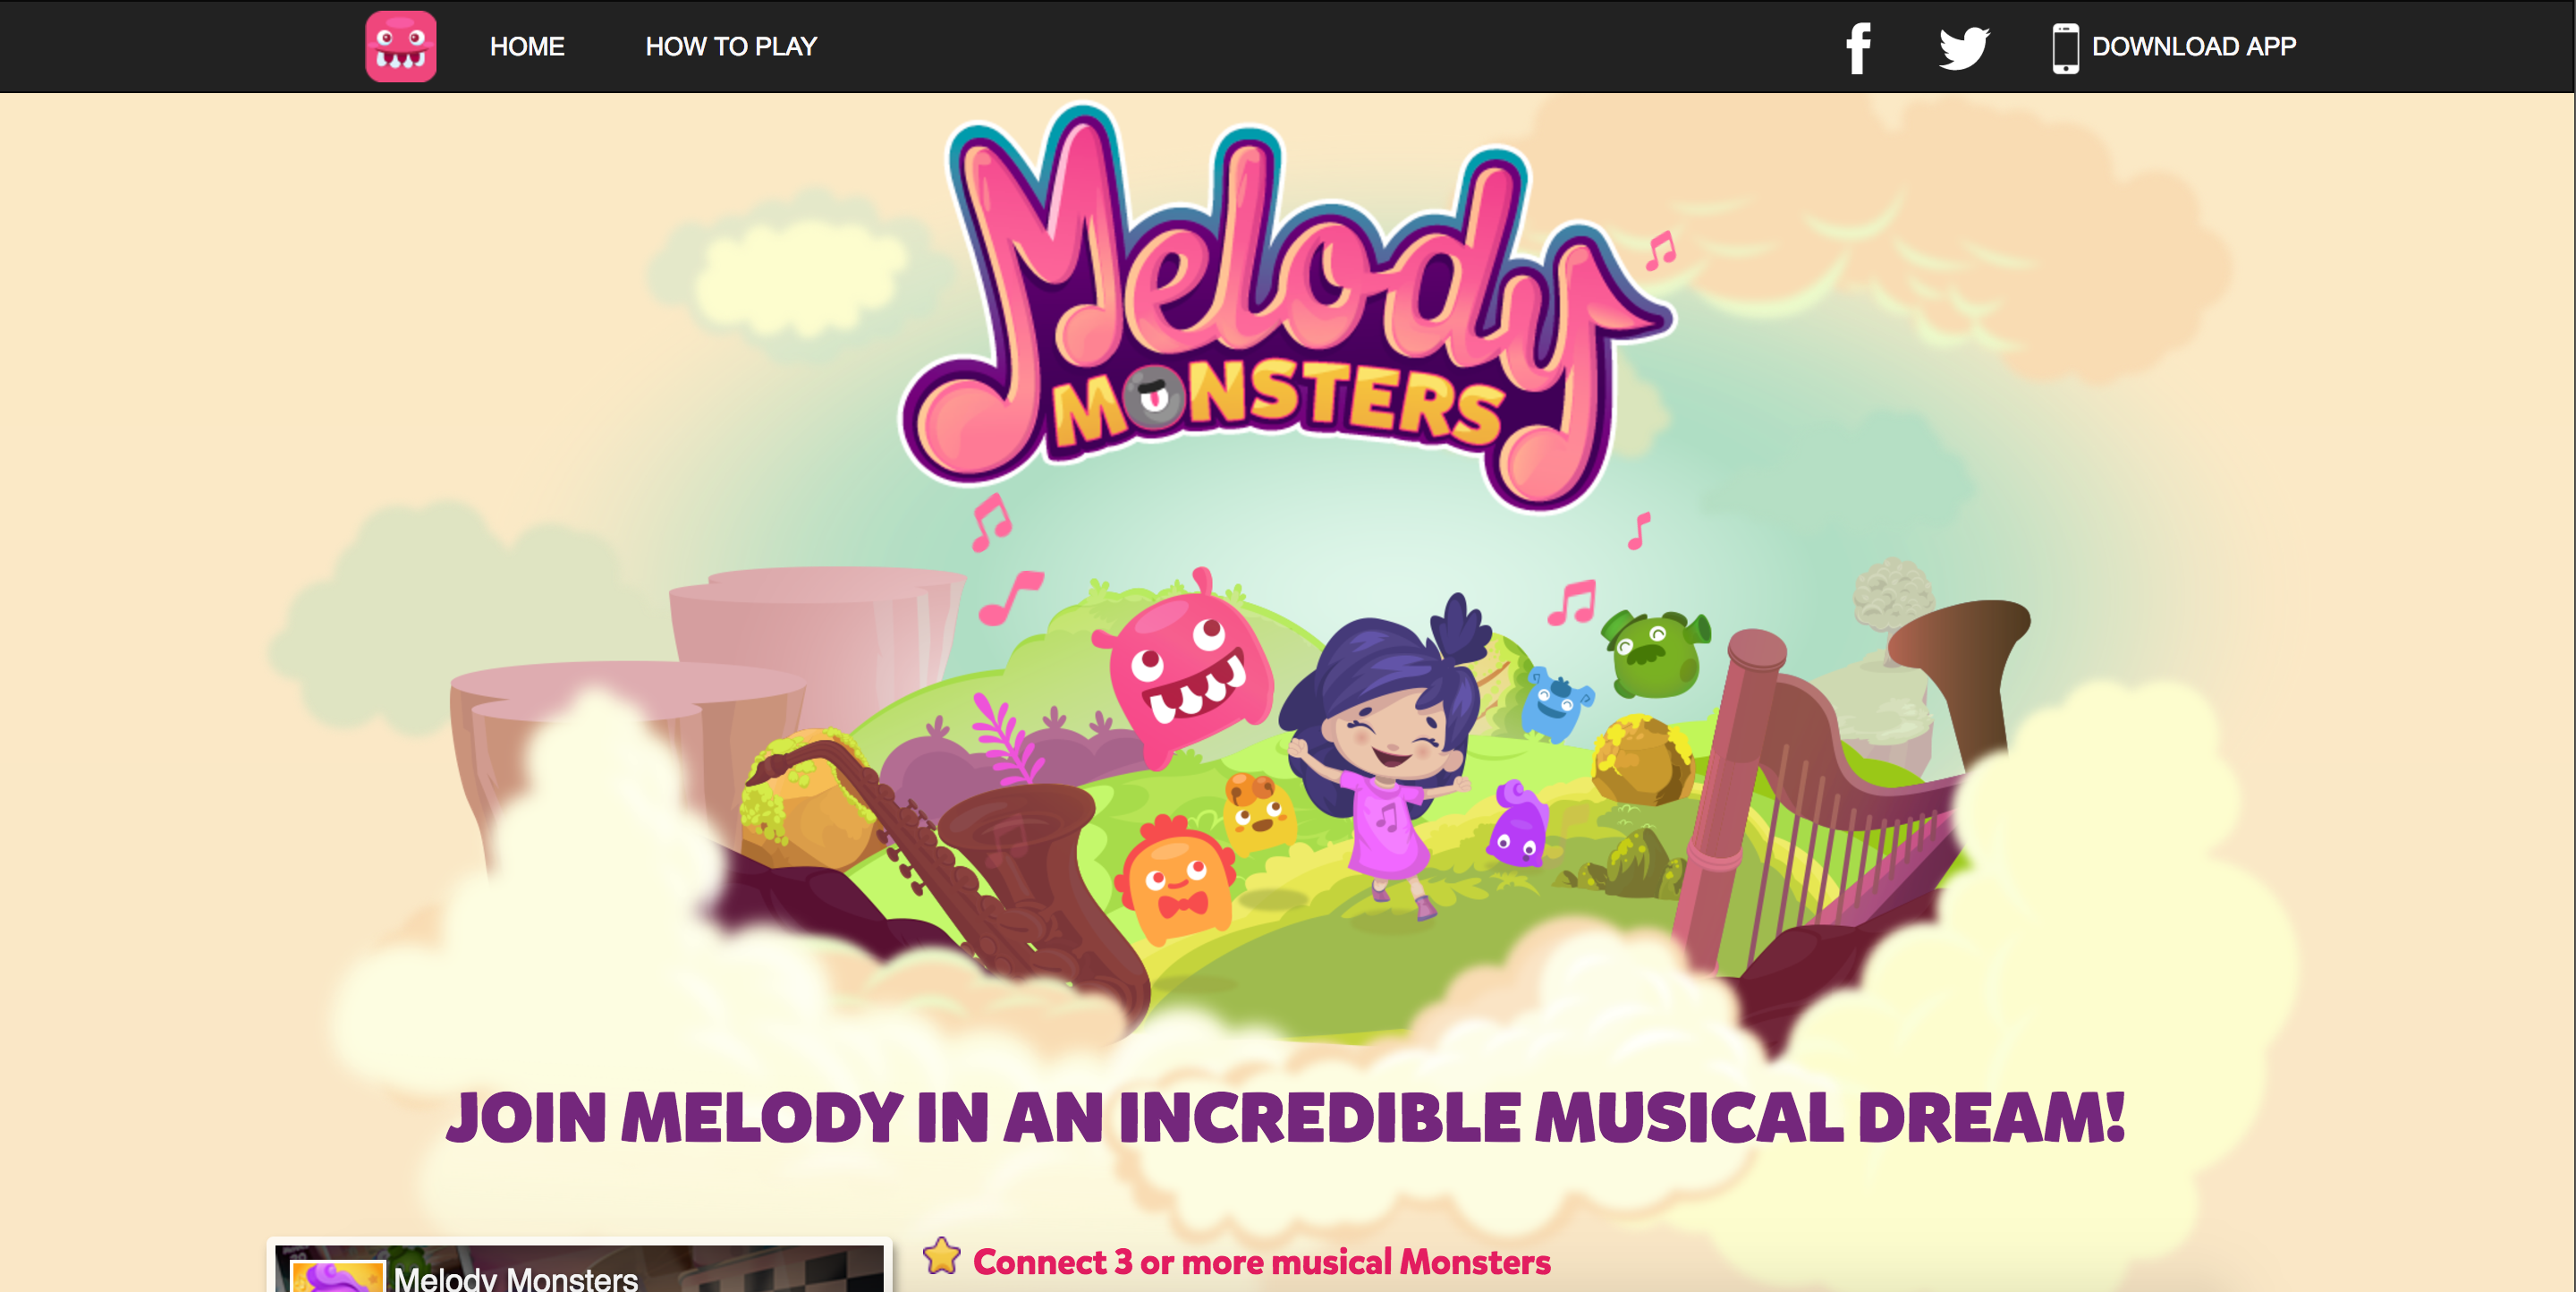 HOME
HOW TO PLAY
DOWNLOAD APP
Melody
MONSTERS
JOIN MELODY IN AN INCREDIBLE MUSICAL DREAM!
Melody Monsters
Connect 3 or more musical Monsters